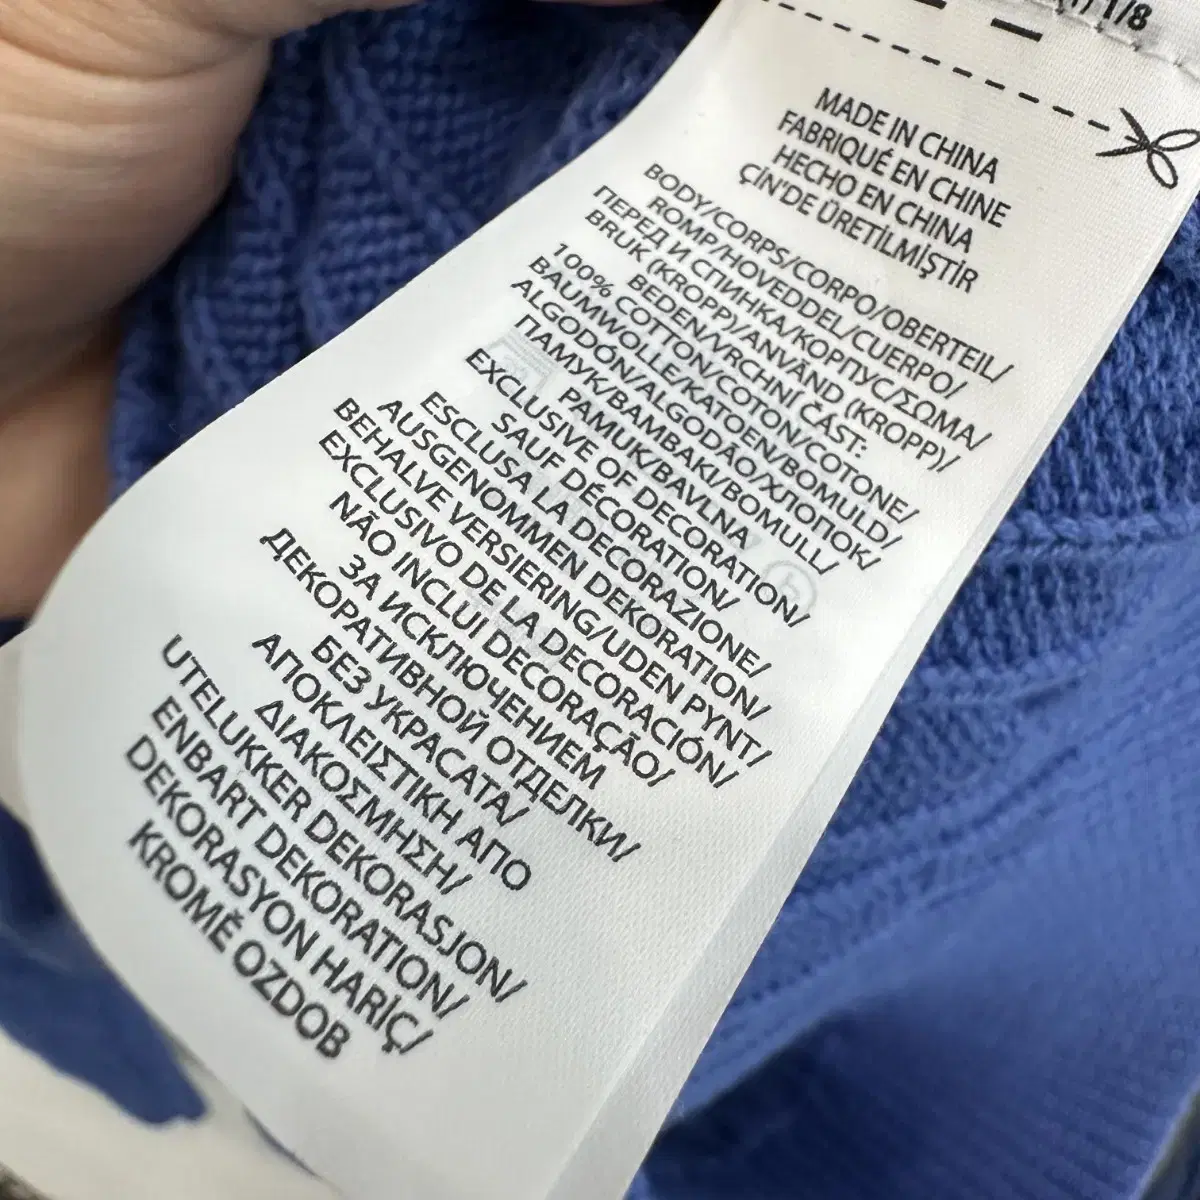 1/8
MADE IN CHINA
FABRIQUÉ EN CHINE
HECHO EN CHINA
ÇİN'DE ÜRETİLMİŞTİR
BODY/CORPS/CORPO/OBERTEIL/
ROMP/HOVEDDEL/CUERPO/
ПЕРЕД И СПИНКА/КОРПУС/ΣΩΜΑ/
BRUK (KROPP)/ANVÄND (KROPP)/
BEDEN/VRCHNÍ ČÁST:
100% COTTON/COTON/COTONE/
BAUMWOLLE/KATOEN/BOMULD/
ALGODÓN/ALGODÃO/ХЛОПОК/
ПАМУК/BAMBAKI/BOMULL/
PAMUK/BAVLNA
EXCLUSIVE OF DECORATION/
SAUF DÉCORATION/
ESCLUSA LA DECORAZIONE/
AUSGENOMMEN DEKORATION/
BEHALVE VERSIERING/UDEN PYNT/
EXCLUSIVO DE LA DECORACIÓN/
NÃO INCLUI DECORAÇÃO/
ЗА ИСКЛЮЧЕНИЕМ
ДЕКОРАТИВНОЙ ОТДЕЛКИ/
БЕЗ УКРАСАТА/
ΑΠΟΚΛΕΙΣΤΙΚΗ ΑΠΟ
ΔΙΑΚΟΣΜΗΣΗ/
UTELUKKER DEKORASJON/
ENBART DEKORATION/
DEKORASYON HARİÇ/
KROMĚ OZDOB